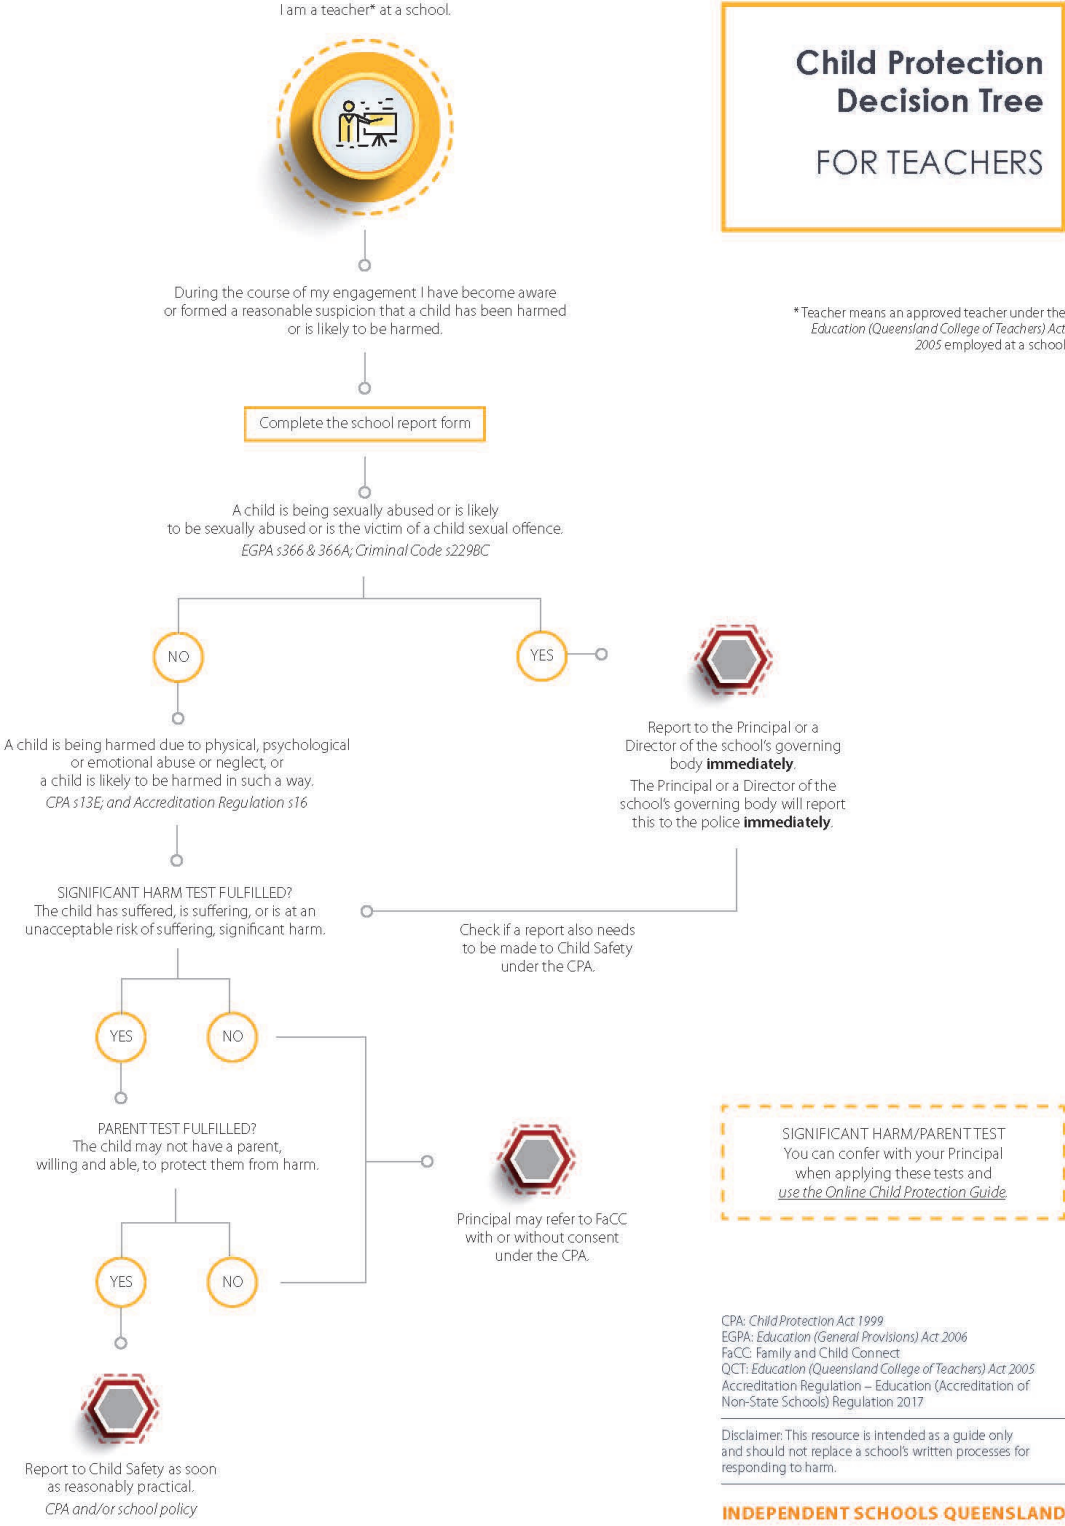 I am a teacher* at a school.
Child Protection
Decision Tree
FOR TEACHERS
During the course of my engagement I have become aware
or formed a reasonable suspicion that a child has been harmed
or is likely to be harmed.
* Teacher means an approved teacher under the
Education (Queensland College of Teachers) Act
2005 employed at a school
Complete the school report form
A child is being sexually abused or is likely
to be sexually abused or is the victim of a child sexual offence.
EGPA s366 & 366A; Criminal Code s229BC
NO
YES
A child is being harmed due to physical, psychological
or emotional abuse or neglect, or
a child is likely to be harmed in such a way.
CPA s13E; and Accreditation Regulation s16
Report to the Principal or a
Director of the school's governing
body immediately.
The Principal or a Director of the
school's governing body will report
this to the police immediately.
SIGNIFICANT HARM TEST FULFILLED?
The child has suffered, is suffering, or is at an
unacceptable risk of suffering, significant harm.
Check if a report also needs
to be made to Child Safety
under the CPA.
YES
NO
PARENT TEST FULFILLED?
The child may not have a parent,
willing and able, to protect them from harm.
Principal may refer to FaCC
with or without consent
under the CPA.
SIGNIFICANT HARM/PARENT TEST
You can confer with your Principal
when applying these tests and
use the Online Child Protection Guide.
YES
NO
Report to Child Safety as soon
as reasonably practical.
CPA and/or school policy
CPA: Child Protection Act 1999
EGPA: Education (General Provisions) Act 2006
FaCC: Family and Child Connect
QCT: Education (Queensland College of Teachers) Act 2005
Accreditation Regulation – Education (Accreditation of
Non-State Schools) Regulation 2017
Disclaimer: This resource is intended as a guide only
and should not replace a school's written processes for
responding to harm.
INDEPENDENT SCHOOLS QUEENSLAND